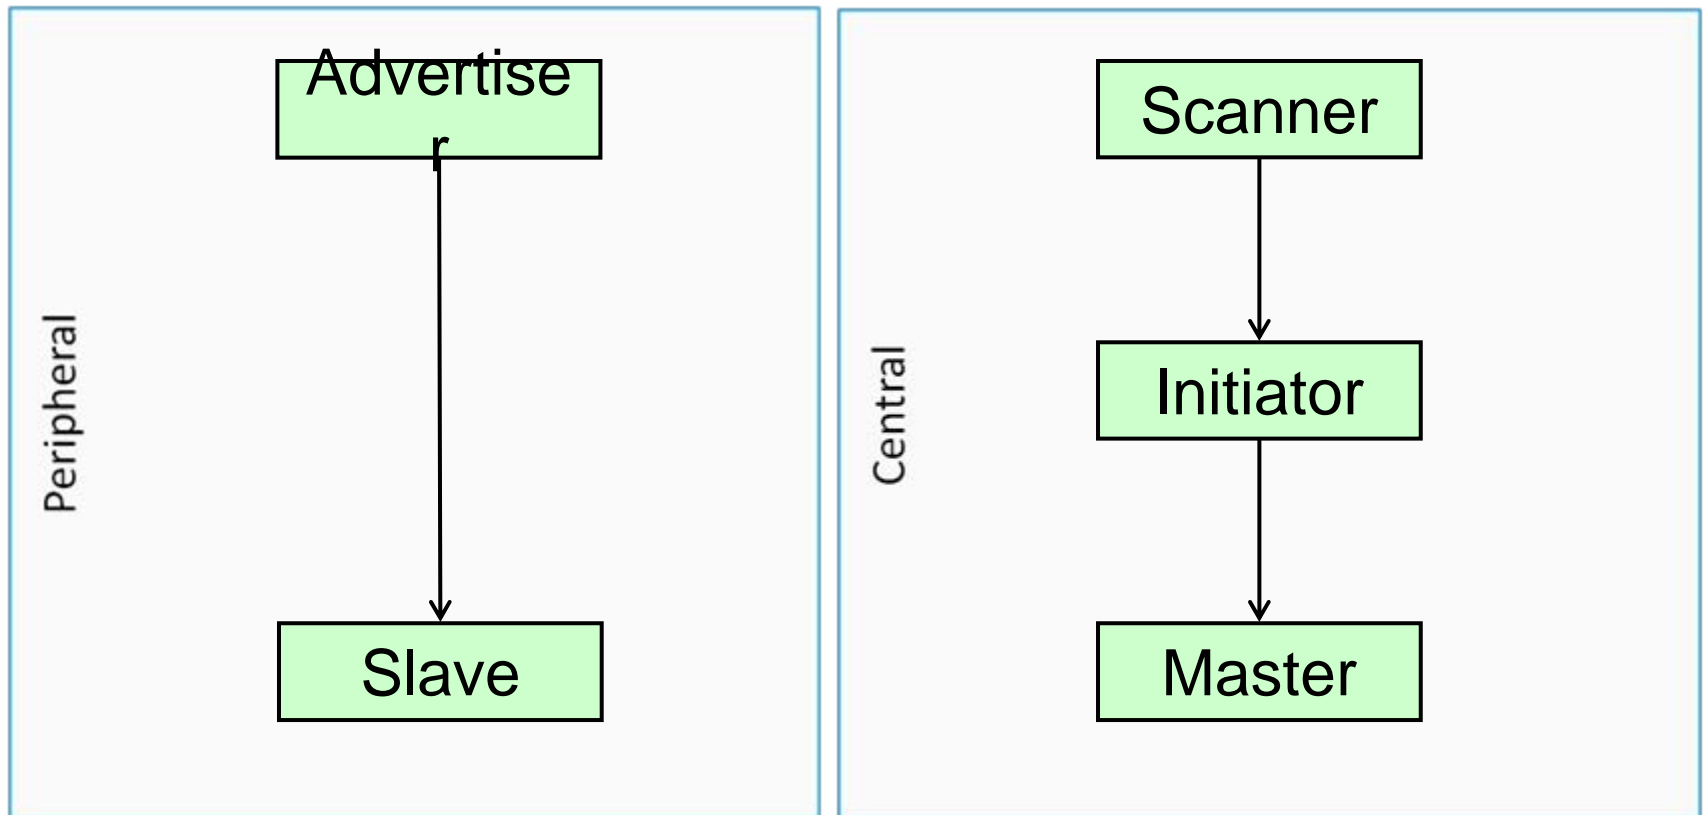 Peripheral
Advertise
r
Slave
Central
Scanner
Initiator
Master